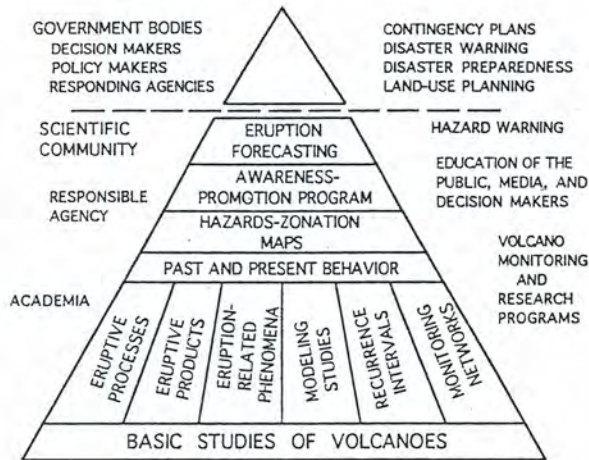 GOVERNMENT BODIES
DECISION MAKERS
POLICY MAKERS
RESPONDING AGENCIES
CONTINGENCY PLANS
DISASTER WARNING
DISASTER PREPAREDNESS
LAND-USE PLANNING
SCIENTIFIC
COMMUNITY
RESPONSIBLE
AGENCY
ACADEMIA
ERUPTION
FORECASTING
AWARENESS-
PROMOTION PROGRAM
HAZARDS-ZONATION
MAPS
PAST AND PRESENT BEHAVIOR
ERUPTIVE
PROCESSES
ERUPTIVE
PRODUCTS
ERUPTION-
RELATED
PHENOMENA
MODELING
STUDIES
RECURRENCE
INTERVALS
MONITORING
NETWORKS
BASIC STUDIES OF VOLCANOES
HAZARD WARNING
EDUCATION OF THE
PUBLIC, MEDIA, AND
DECISION MAKERS
VOLCANO
MONITORING
AND
RESEARCH
PROGRAMS